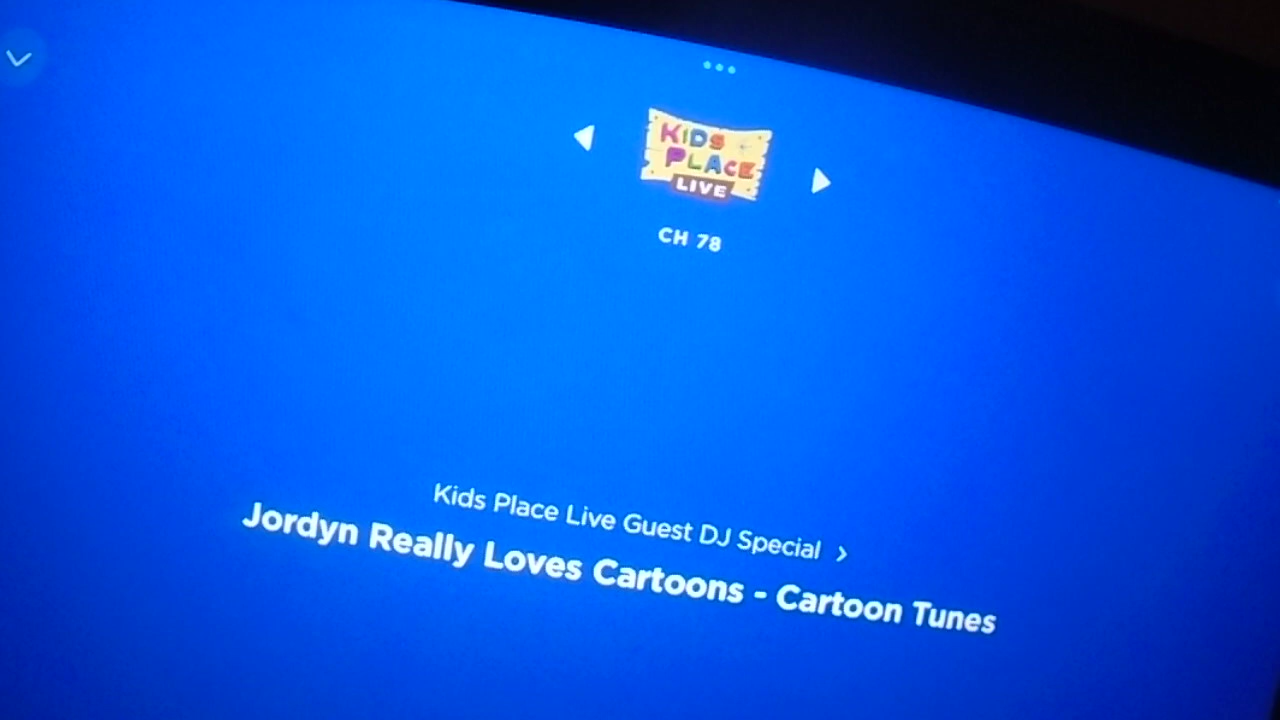 KIDS
PLACE
LIVE
CH 78
Kids Place Live Guest DJ Special >
Jordyn Really Loves Cartoons - Cartoon Tunes